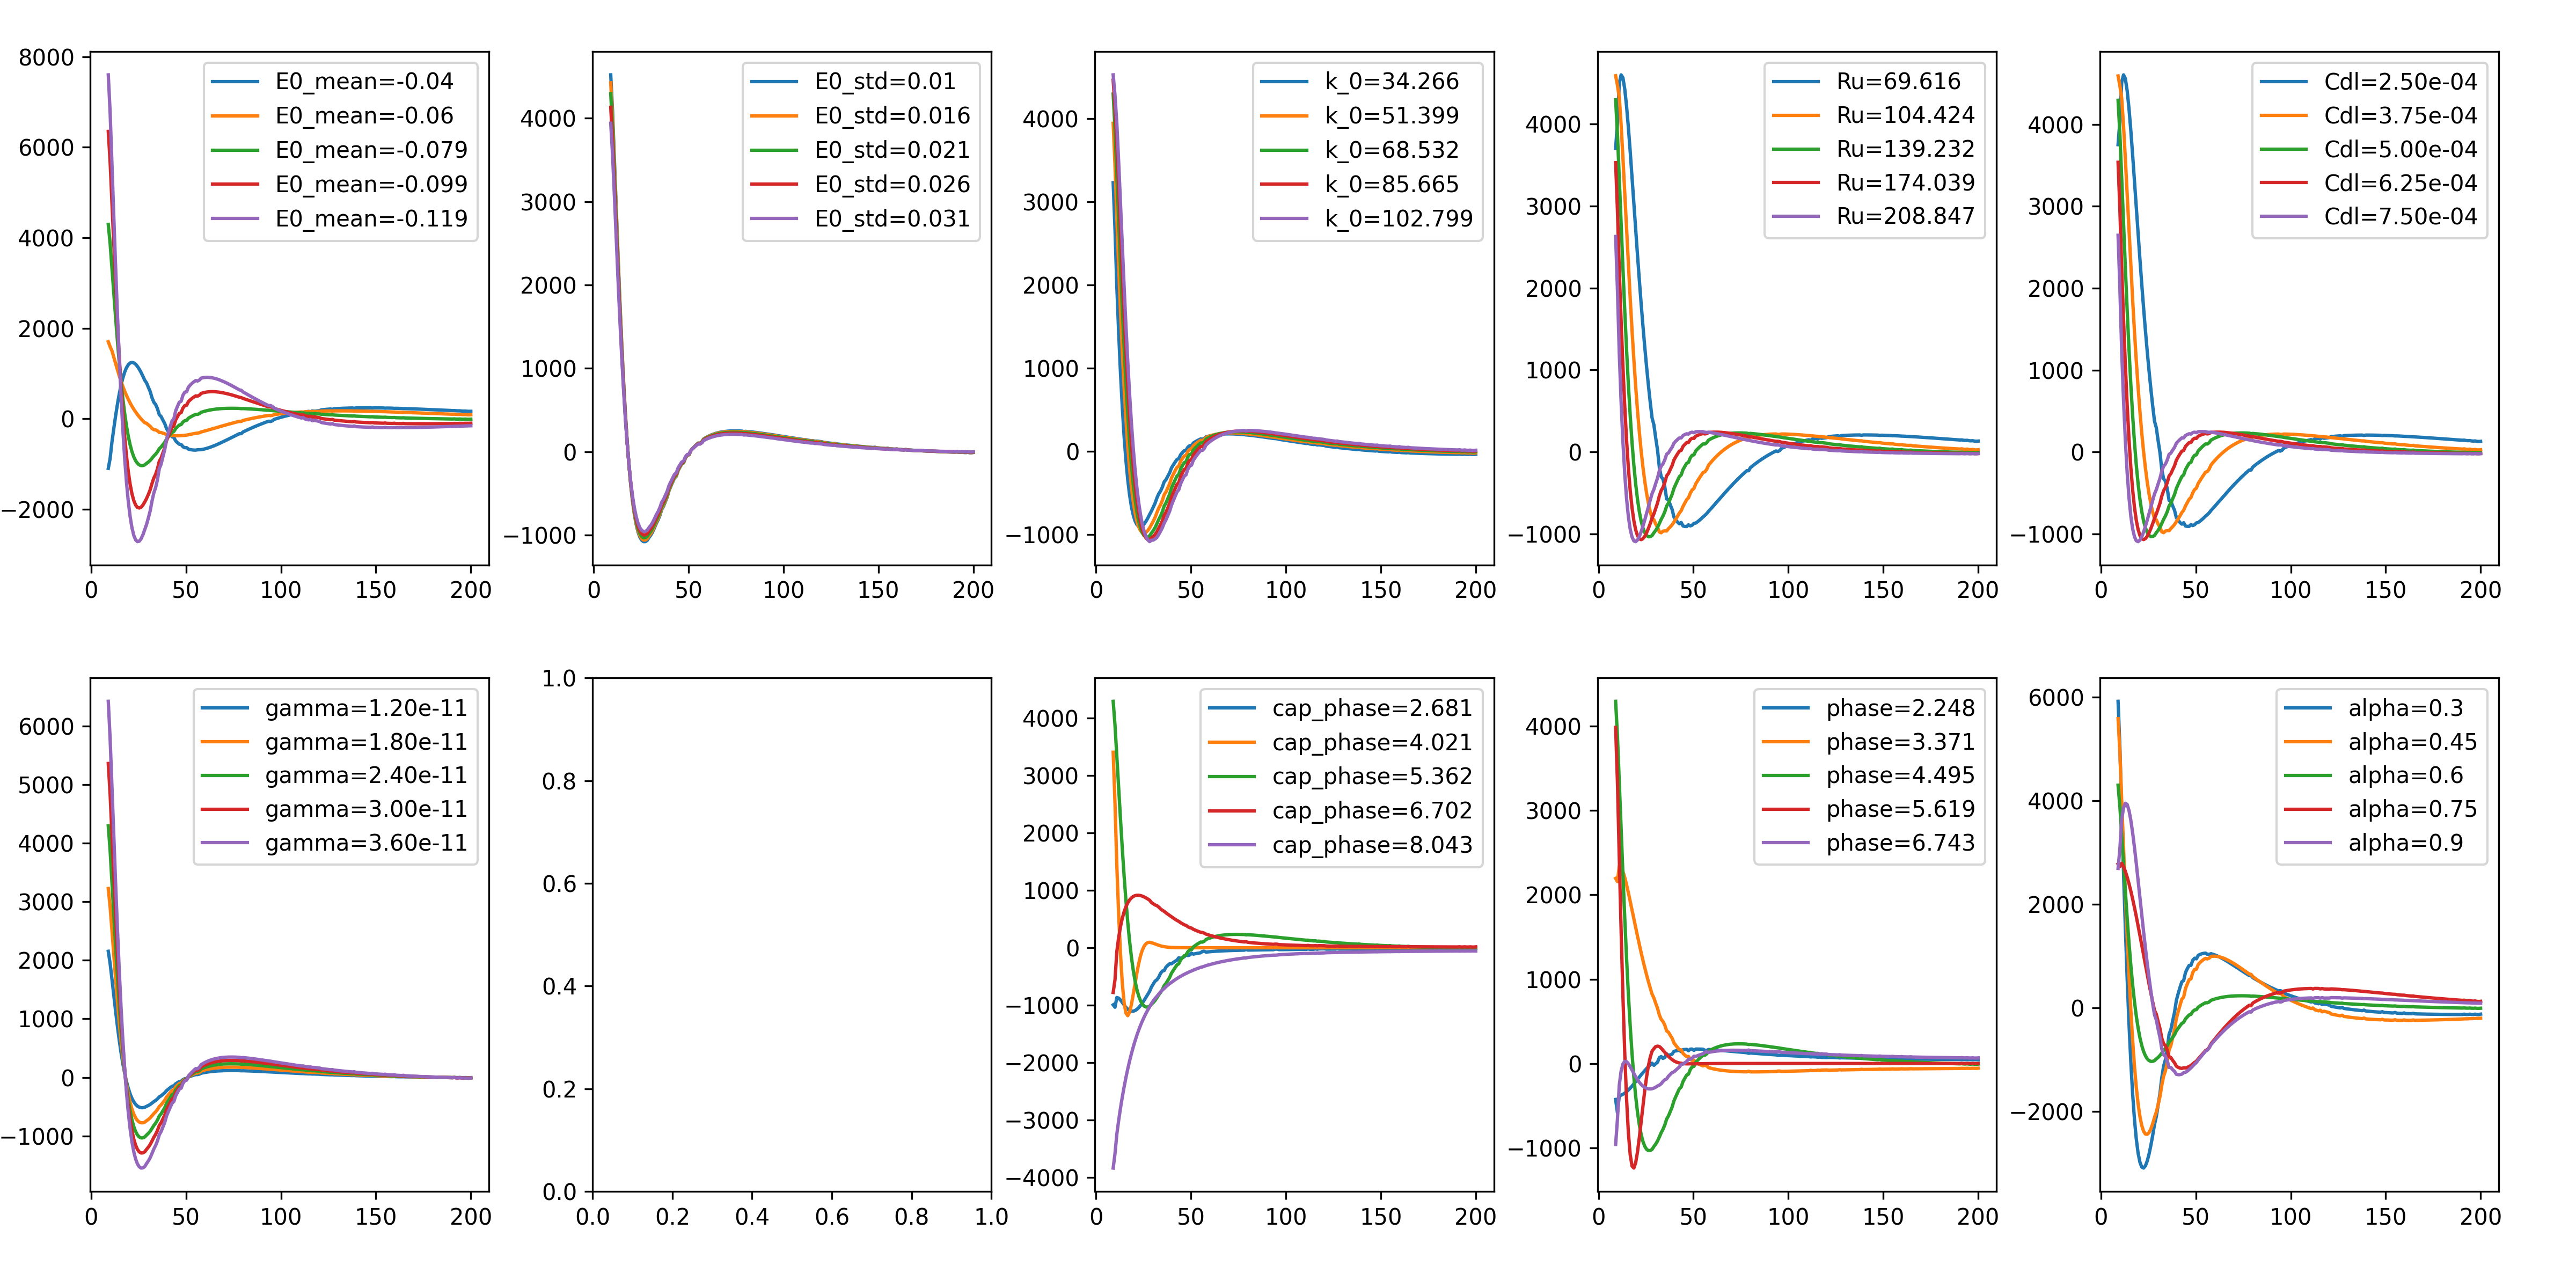 8000
6000
4000
2000
0
−2000
0 50 100 150 200
E0_mean=-0.04
E0_mean=-0.06
E0_mean=-0.079
E0_mean=-0.099
E0_mean=-0.119
4000
3000
2000
1000
0
−1000
0 50 100 150 200
E0_std=0.01
E0_std=0.016
E0_std=0.021
E0_std=0.026
E0_std=0.031
4000
3000
2000
1000
0
−1000
0 50 100 150 200
k_0=34.266
k_0=51.399
k_0=68.532
k_0=85.665
k_0=102.799
4000
3000
2000
1000
0
−1000
0 50 100 150 200
Ru=69.616
Ru=104.424
Ru=139.232
Ru=174.039
Ru=208.847
4000
3000
2000
1000
0
−1000
0 50 100 150 200
Cdl=2.50e-04
Cdl=3.75e-04
Cdl=5.00e-04
Cdl=6.25e-04
Cdl=7.50e-04
6000
5000
4000
3000
2000
1000
0
−1000
0 50 100 150 200
gamma=1.20e-11
gamma=1.80e-11
gamma=2.40e-11
gamma=3.00e-11
gamma=3.60e-11
1.0
0.8
0.6
0.4
0.2
0.0
0.0 0.2 0.4 0.6 0.8 1.0
4000
3000
2000
1000
0
−1000
−2000
−3000
−4000
0 50 100 150 200
cap_phase=2.681
cap_phase=4.021
cap_phase=5.362
cap_phase=6.702
cap_phase=8.043
4000
3000
2000
1000
0
−1000
0 50 100 150 200
phase=2.248
phase=3.371
phase=4.495
phase=5.619
phase=6.743
6000
4000
2000
0
−2000
0 50 100 150 200
alpha=0.3
alpha=0.45
alpha=0.6
alpha=0.75
alpha=0.9